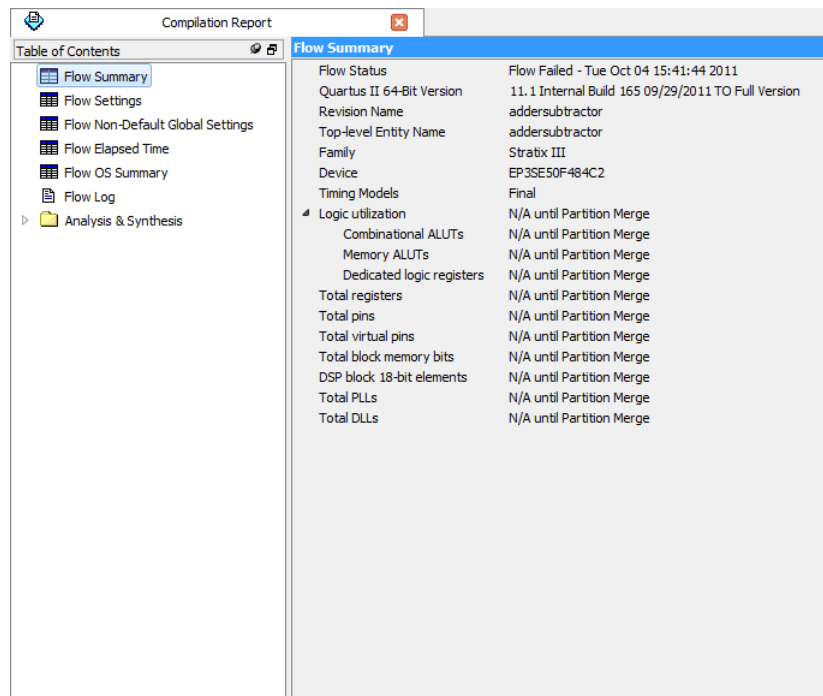 Compilation Report
Table of Contents
Flow Summary
Flow Settings
Flow Non-Default Global Settings
Flow Elapsed Time
Flow OS Summary
Flow Log
Analysis & Synthesis
Flow Summary
Flow Status Flow Failed - Tue Oct 04 15:41:44 2011
Quartus II 64-Bit Version 11.1 Internal Build 165 09/29/2011 TO Full Version
Revision Name addersubtractor
Top-level Entity Name addersubtractor
Family Stratix III
Device EP3SE50F484C2
Timing Models Final
Logic utilization N/A until Partition Merge
Combinational ALUTs N/A until Partition Merge
Memory ALUTs N/A until Partition Merge
Dedicated logic registers N/A until Partition Merge
Total registers N/A until Partition Merge
Total pins N/A until Partition Merge
Total virtual pins N/A until Partition Merge
Total block memory bits N/A until Partition Merge
DSP block 18-bit elements N/A until Partition Merge
Total PLLs N/A until Partition Merge
Total DLLs N/A until Partition Merge